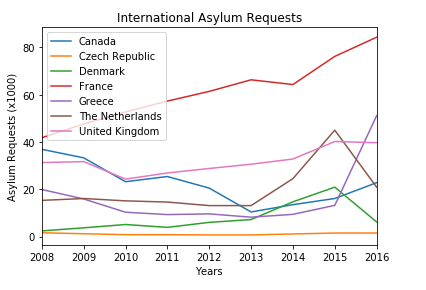 International Asylum Requests
Canada
Czech Republic
Denmark
France
Greece
The Netherlands
United Kingdom
Asylum Requests (x1000)
80
60
40
20
0
2008 2009 2010 2011 2012 2013 2014 2015 2016
Years